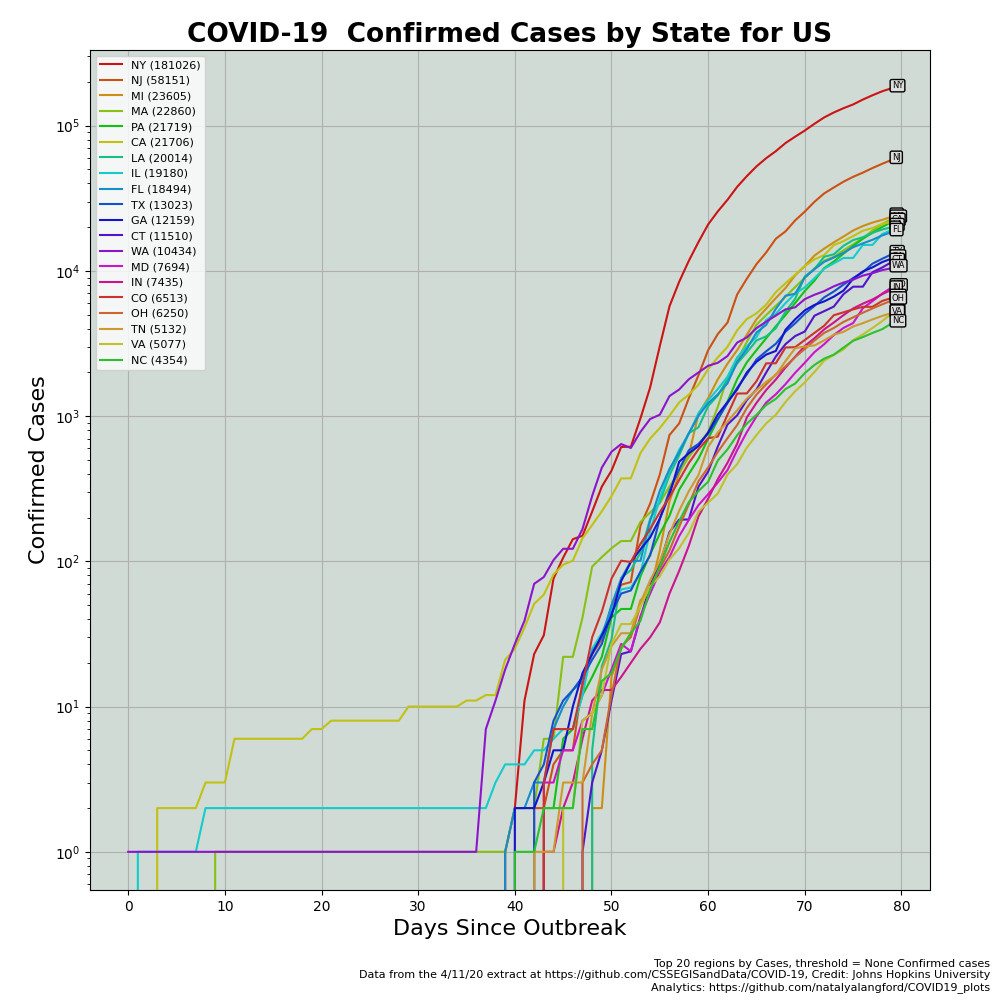 COVID-19  Confirmed Cases by State for US
NY (181026)
NJ (58151)
MI (23605)
MA (22860)
PA (21719)
CA (21706)
LA (20014)
IL (19180)
FL (18494)
TX (13023)
GA (12159)
CT (11510)
WA (10434)
MD (7694)
IN (7435)
CO (6513)
OH (6250)
TN (5132)
VA (5077)
NC (4354)
NY
NJ
FL
WA
IN
OH
VA
NC
Confirmed Cases
10^5
10^4
10^3
10^2
10^1
10^0
0 10 20 30 40 50 60 70 80
Days Since Outbreak
Top 20 regions by Cases, threshold = None Confirmed cases
Data from the 4/11/20 extract at https://github.com/CSSEGISandData/COVID-19, Credit: Johns Hopkins University
Analytics: https://github.com/natalyalangford/COVID19_plots